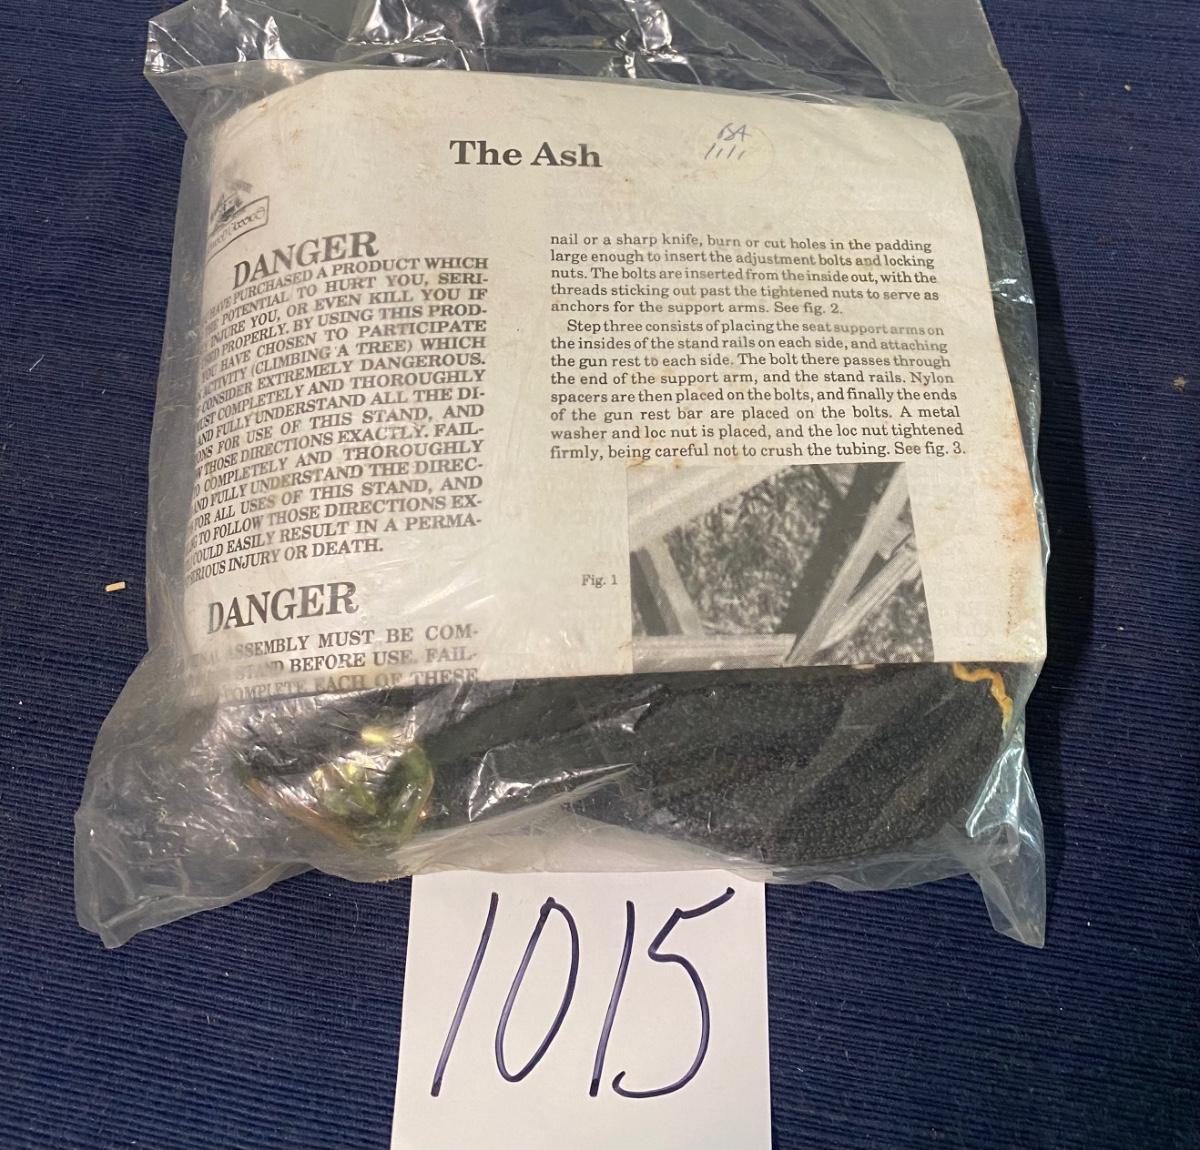 The Ash
DANGER
HAVE PURCHASED A PRODUCT WHICH
POTENTIAL TO HURT YOU, SERI-
INJURE YOU, OR EVEN KILL YOU IF
PROPERLY. BY USING THIS PROD-
YOU HAVE CHOSEN TO PARTICIPATE
ACTIVITY (CLIMBING A TREE) WHICH
CONSIDER EXTREMELY DANGEROUS.
COMPLETELY AND THOROUGHLY
AND FULLY UNDERSTAND ALL THE DI-
FOR USE OF THIS STAND, AND
THOSE DIRECTIONS EXACTLY. FAIL-
COMPLETELY AND THOROUGHLY
AND FULLY UNDERSTAND THE DIREC-
FOR ALL USES OF THIS STAND, AND
TO FOLLOW THOSE DIRECTIONS EX-
COULD EASILY RESULT IN A PERMA-
SERIOUS INJURY OR DEATH.
DANGER
ASSEMBLY MUST BE COM-
STAND BEFORE USE. FAIL-
COMPLETE EACH OF THESE
nail or a sharp knife, burn or cut holes in the padding
large enough to insert the adjustment bolts and locking
nuts. The bolts are inserted from the inside out, with the
threads sticking out past the tightened nuts to serve as
anchors for the support arms. See fig. 2.
Step three consists of placing the seat support arms on
the insides of the stand rails on each side, and attaching
the gun rest to each side. The bolt there passes through
the end of the support arm, and the stand rails. Nylon
spacers are then placed on the bolts, and finally the ends
of the gun rest bar are placed on the bolts. A metal
washer and loc nut is placed, and the loc nut tightened
firmly, being careful not to crush the tubing. See fig. 3.
Fig. 1
1015